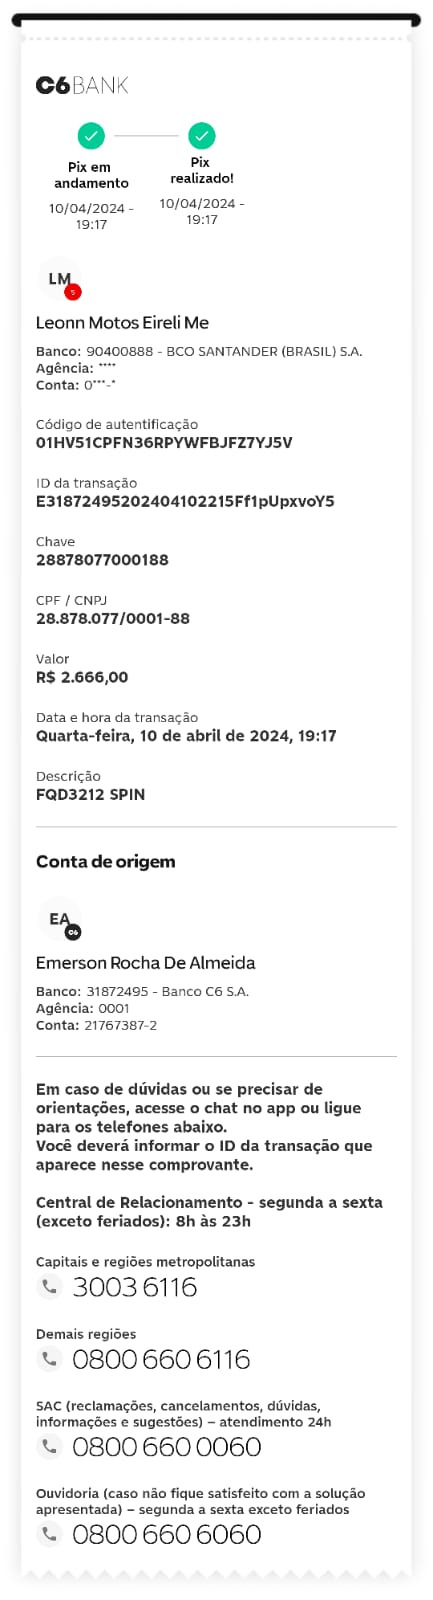 C6BANK
Pix em
andamento
10/04/2024 -
19:17
Pix
realizado!
10/04/2024 -
19:17
LM
Leonn Motos Eireli Me
Banco: 90400888 - BCO SANTANDER (BRASIL) S.A.
Agência: ****
Conta: 0***-*
Código de autentificação
01HV51CPFN36RPYWFBJFZ7YJ5V
ID da transação
E31872495202404102215Ff1pUpxvoY5
Chave
28878077000188
CPF / CNPJ
28.878.077/0001-88
Valor
R$ 2.666,00
Data e hora da transação
Quarta-feira, 10 de abril de 2024, 19:17
Descrição
FQD3212 SPIN
Conta de origem
EA
C6
Emerson Rocha De Almeida
Banco: 31872495 - Banco C6 S.A.
Agência: 0001
Conta: 21767387-2
Em caso de dúvidas ou se precisar de
orientações, acesse o chat no app ou ligue
para os telefones abaixo.
Você deverá informar o ID da transação que
aparece nesse comprovante.
Central de Relacionamento - segunda a sexta
(exceto feriados): 8h às 23h
Capitais e regiões metropolitanas
3003 6116
Demais regiões
0800 660 6116
SAC (reclamações, cancelamentos, dúvidas,
informações e sugestões) – atendimento 24h
0800 660 0060
Ouvidoria (caso não fique satisfeito com a solução
apresentada) – segunda a sexta exceto feriados
0800 660 6060